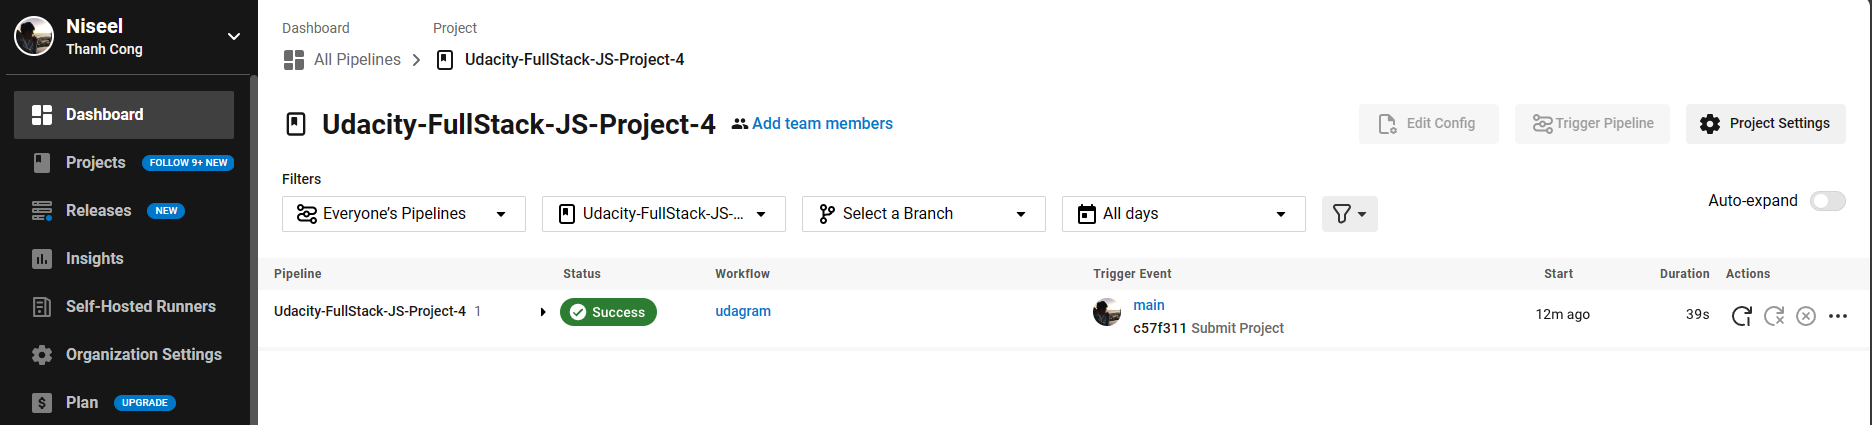 Niseel
Thanh Cong
Dashboard
Projects FOLLOW 9+ NEW
Releases NEW
Insights
Self-Hosted Runners
Organization Settings
Plan UPGRADE
Dashboard Project
All Pipelines Udacity-FullStack-JS-Project-4
Udacity-FullStack-JS-Project-4 Add team members
Edit Config Trigger Pipeline Project Settings
Filters
Everyone's Pipelines Udacity-FullStack-JS-... Select a Branch All days
Auto-expand
Pipeline Status Workflow Trigger Event Start Duration Actions
Udacity-FullStack-JS-Project-4 1 Success udagram main 12m ago 39s
c57f311 Submit Project